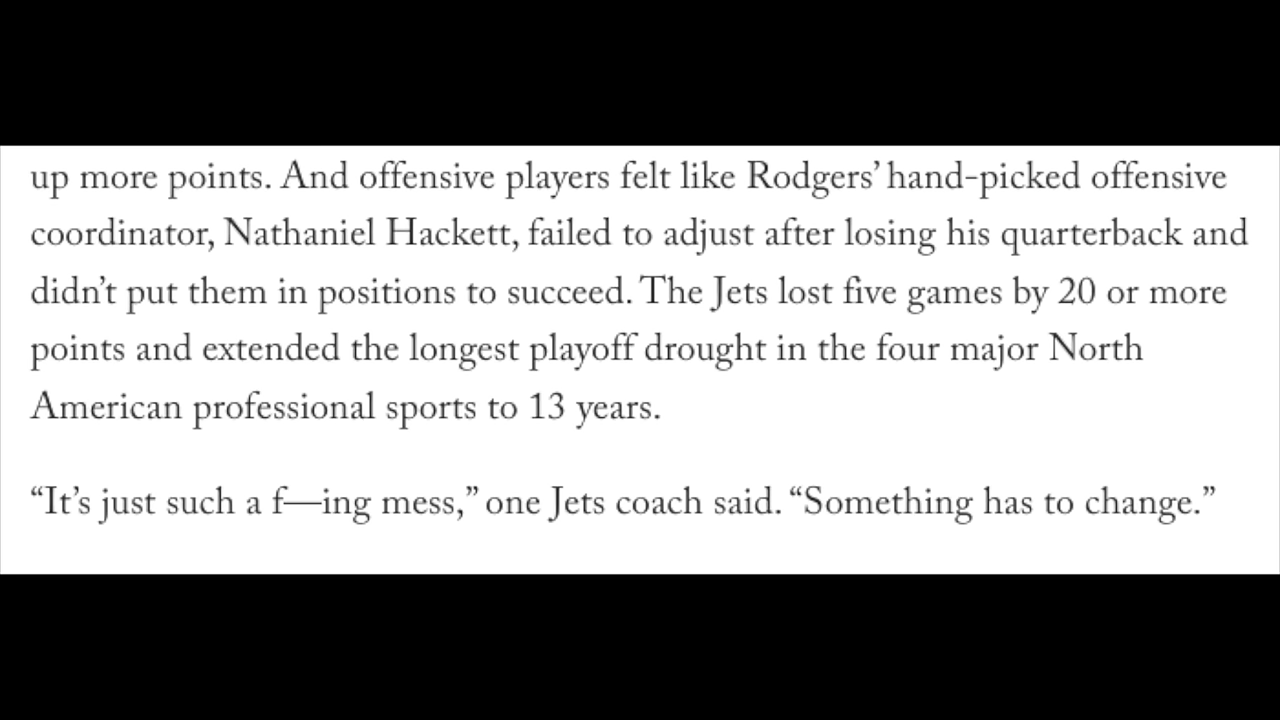 up more points. And offensive players felt like Rodgers’ hand-picked offensive
coordinator, Nathaniel Hackett, failed to adjust after losing his quarterback and
didn’t put them in positions to succeed. The Jets lost five games by 20 or more
points and extended the longest playoff drought in the four major North
American professional sports to 13 years.
“It’s just such a f—ing mess,” one Jets coach said. “Something has to change.”